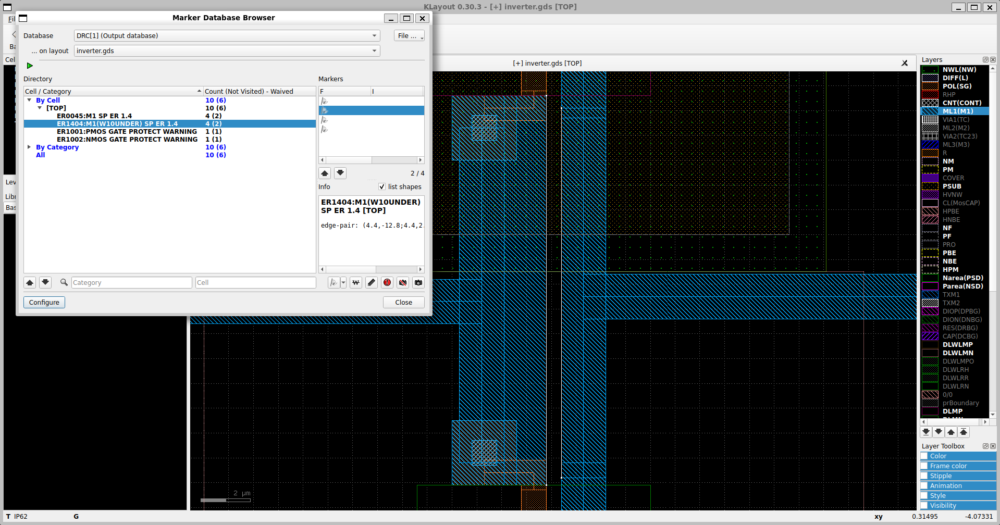 KLayout 0.30.3 - [+] inverter.gds [TOP]
Fil
Marker Database Browser
Database
DRC[1] (Output database)
File ...
... on layout
inverter.gds
Ba
Cel
[+] inverter.gds [TOP]
Directory
Markers
Cell / Category
Count (Not Visited) - Waived
F
I
By Cell
10 (6)
[TOP]
10 (6)
ER0045:M1 SP ER 1.4
4 (2)
ER1404:M1(W10UNDER) SP ER 1.4
4 (2)
ER1001:PMOS GATE PROTECT WARNING
1 (1)
ER1002:NMOS GATE PROTECT WARNING
1 (1)
By Category
10 (6)
All
10 (6)
2 / 4
Info
list shapes
ER1404:M1(W10UNDER)
SP ER 1.4 [TOP]
edge-pair: (4.4,-12.8;4.4,2.
Lev
Libr
Bas
Category
Cell
Configure
Close
2 µm
Layers
NWL(NW)
DIFF(L)
POL(SG)
RHP
CNT(CONT)
ML1(M1)
VIA1(TC)
ML2(M2)
VIA2(TC23)
ML3(M3)
R
NM
PM
COVER
PSUB
HVNW
CL(MosCAP)
HPBE
HNBE
NF
PF
PRO
PBE
NBE
HPM
Narea(PSD)
Parea(NSD)
TXM1
TXM2
DIOP(DPBG)
DION(DNBG)
RES(DRBG)
CAP(DCBG)
DLWLMP
DLWLMN
DLWLMPO
DLWLRH
DLWLRR
DLWLRN
0/0
prBoundary
DLMP
Layer Toolbox
Color
Frame color
Stipple
Animation
Style
Visibility
T IP62
G
xy
0.31495
-4.07331